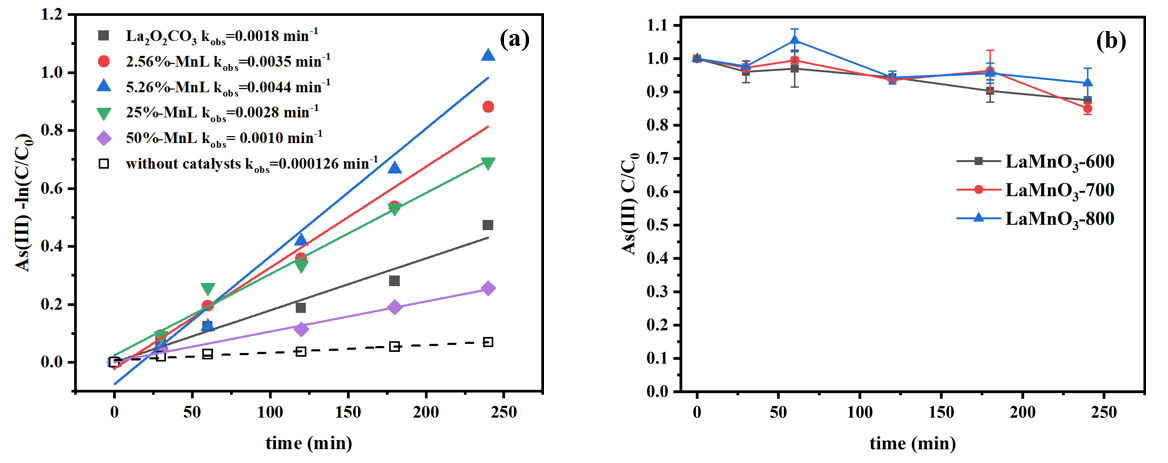 (a)
La₂O₂CO₃ kobs=0.0018 min⁻¹
2.56%-MnL kobs=0.0035 min⁻¹
5.26%-MnL kobs=0.0044 min⁻¹
25%-MnL kobs=0.0028 min⁻¹
50%-MnL kobs= 0.0010 min⁻¹
without catalysts kobs=0.000126 min⁻¹
As(III) -ln(C/C₀)
1.2
1.0
0.8
0.6
0.4
0.2
0.0
0 50 100 150 200 250
time (min)
(b)
As(III) C/C₀
1.1
1.0
0.9
1.0
0.9
0.8
0.7
0.6
0.5
0.4
0.3
0.2
0.1
0.0
LaMnO₃-600
LaMnO₃-700
LaMnO₃-800
0 50 100 150 200 250
time (min)